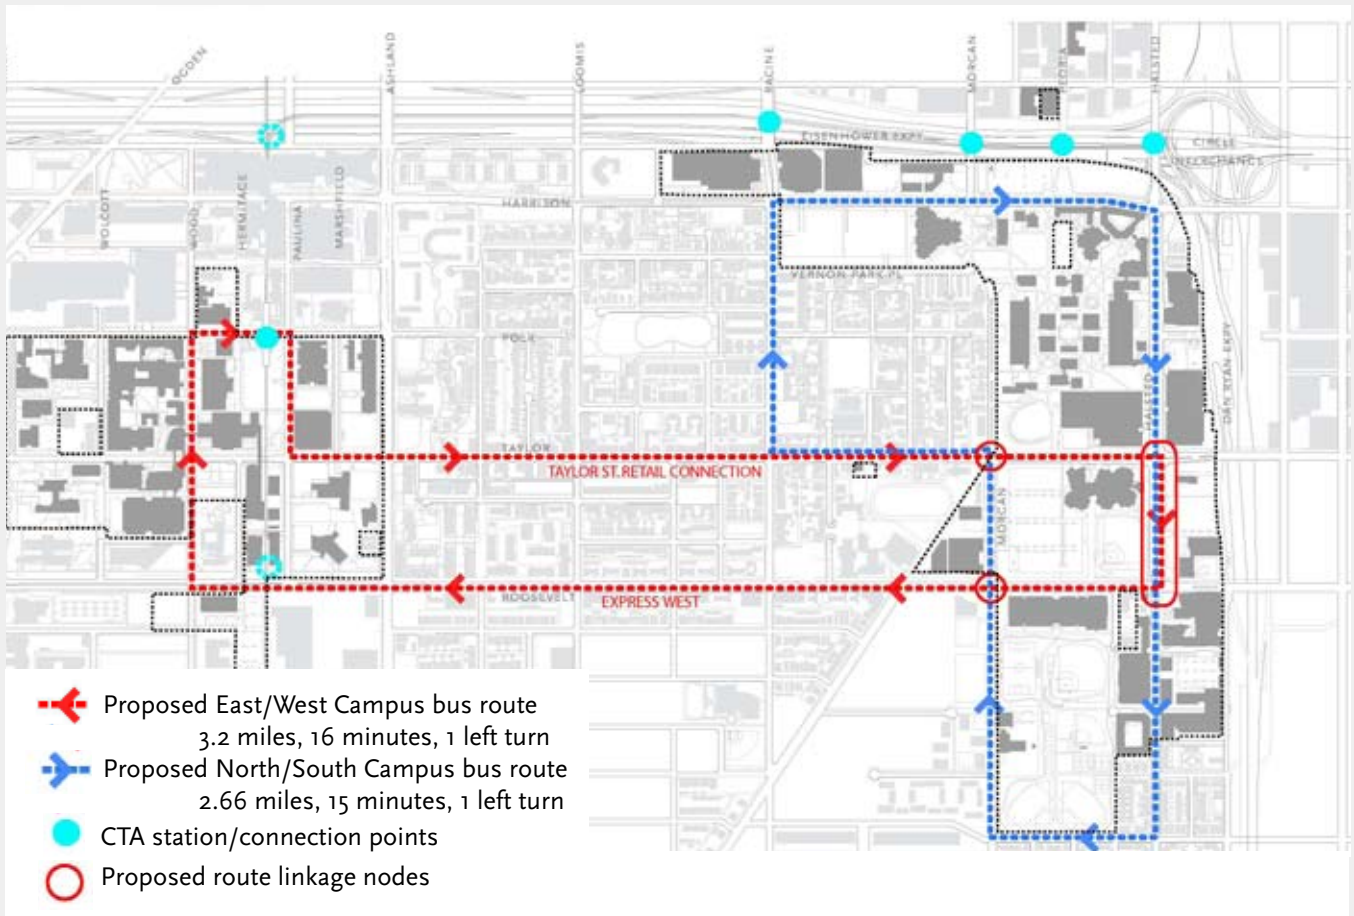 OGDEN
ASHLAND
LOOMIS
RACINE
MORGAN
PEORIA
HALSTED
EISENHOWER EXPY
CIRCLE
INTERCHANGE
WOLCOTT
WOOD
HERMITAGE
PAULINA
MARSHFIELD
HARRISON
VERNON PARK PL
POLK
HALSTED
DAN RYAN EXPY
TAYLOR
TAYLOR ST. RETAIL CONNECTION
MORGAN
ROOSEVELT
EXPRESS WEST
Proposed East/West Campus bus route
3.2 miles, 16 minutes, 1 left turn
Proposed North/South Campus bus route
2.66 miles, 15 minutes, 1 left turn
CTA station/connection points
Proposed route linkage nodes